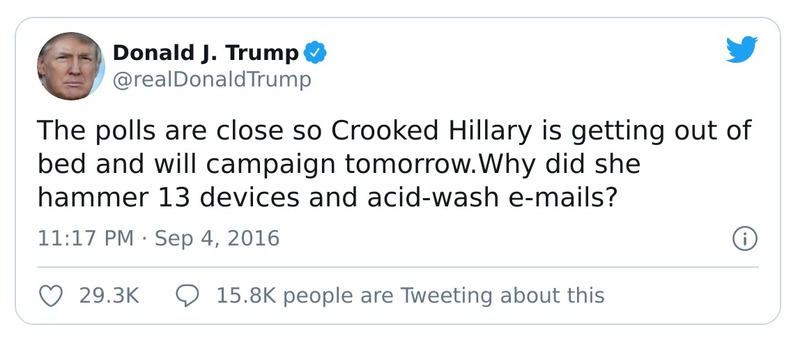 Donald J. Trump
@realDonaldTrump
The polls are close so Crooked Hillary is getting out of
bed and will campaign tomorrow.Why did she
hammer 13 devices and acid-wash e-mails?
11:17 PM · Sep 4, 2016
29.3K 15.8K people are Tweeting about this